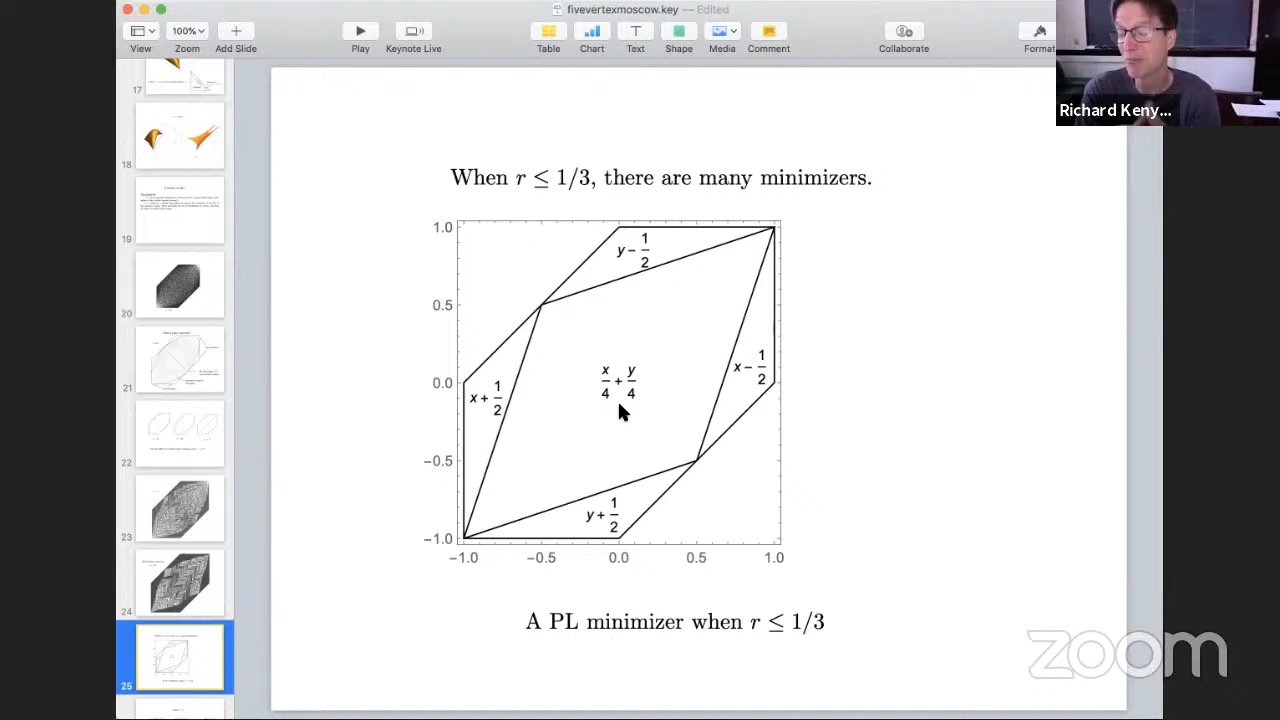 fivevertexmoscow.key — Edited
100%
View
Zoom
Add Slide
Play
Keynote Live
Table
Chart
Text
Shape
Media
Comment
Collaborate
Format
Richard Keny...
17
18
19
20
21
22
23
24
25
When r ≤ 1/3, there are many minimizers.
1.0
0.5
0.0
−0.5
−1.0
y − 1/2
x/4 + y/4
x − 1/2
x + 1/2
y + 1/2
−1.0 −0.5 0.0 0.5 1.0
A PL minimizer when r ≤ 1/3
zoom